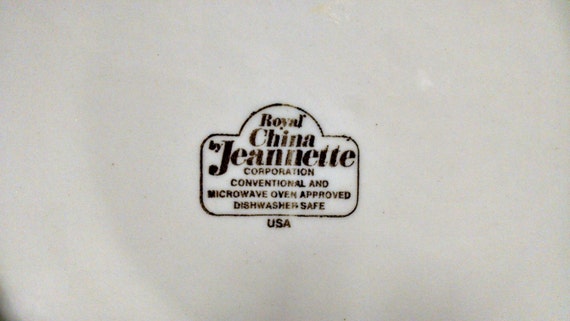 Royal
China
by Jeannette
CORPORATION
CONVENTIONAL AND
MICROWAVE OVEN APPROVED
DISHWASHER SAFE
USA